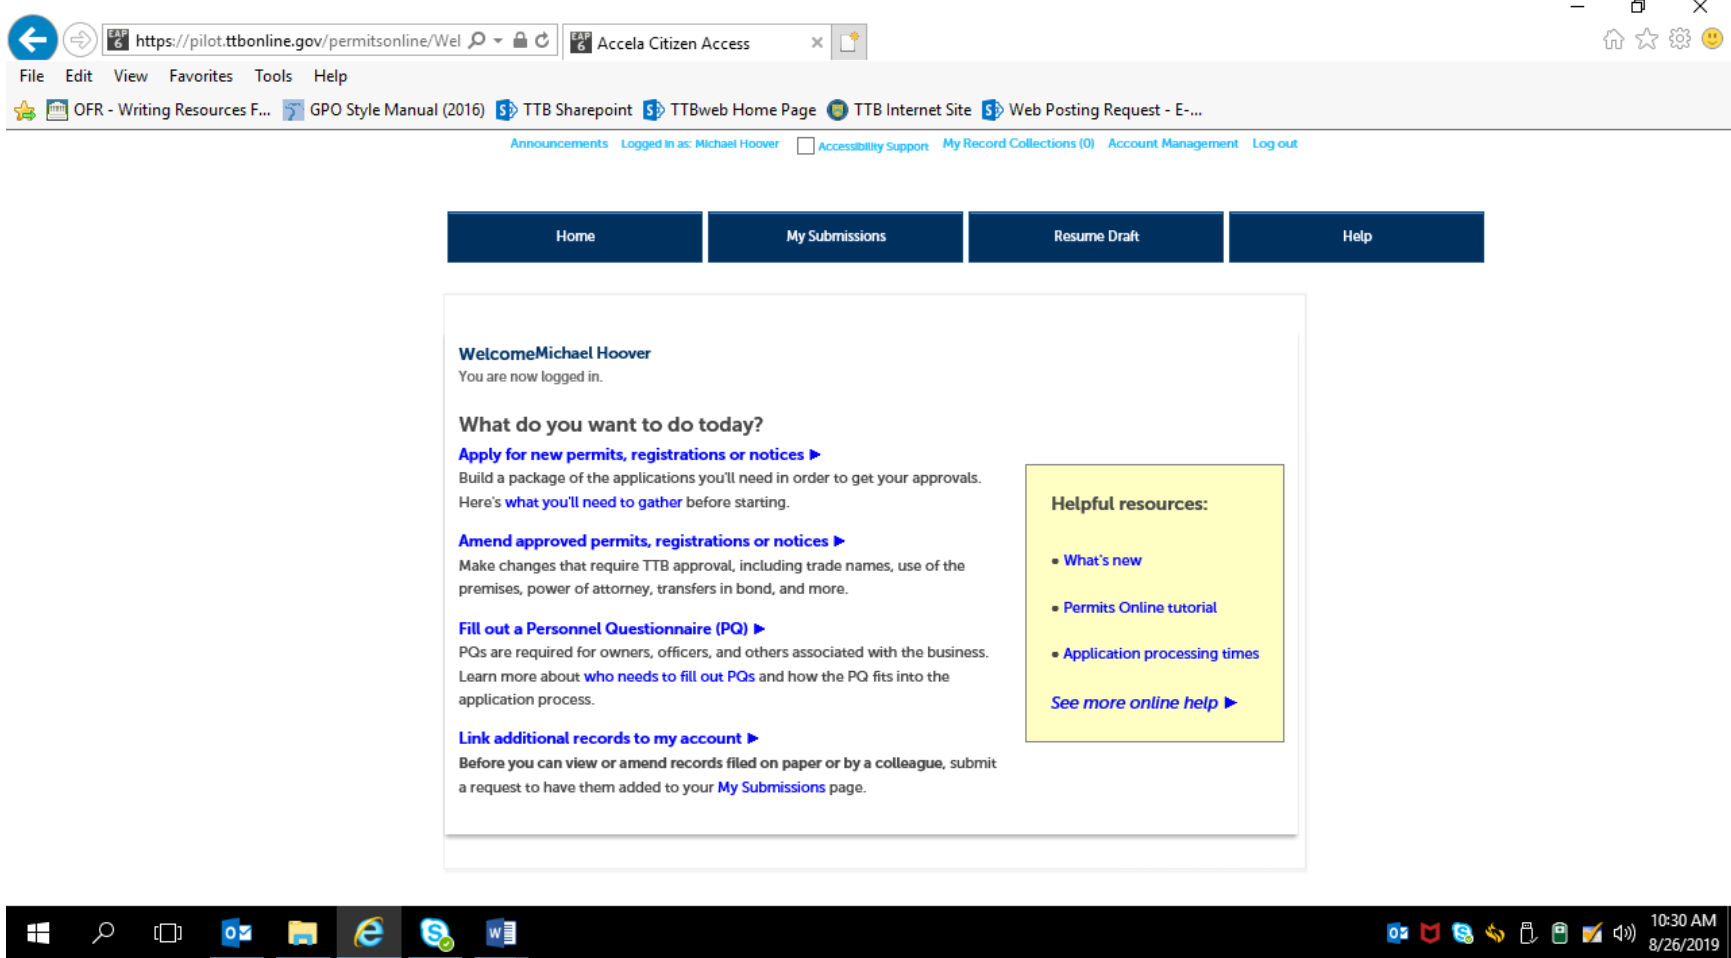 https://pilot.ttbonline.gov/permitsonline/Wel
Accela Citizen Access
File Edit View Favorites Tools Help
OFR - Writing Resources F... GPO Style Manual (2016) TTB Sharepoint TTBweb Home Page TTB Internet Site Web Posting Request - E-...
Announcements Logged in as: Michael Hoover Accessibility Support My Record Collections (0) Account Management Log out
Home My Submissions Resume Draft Help
WelcomeMichael Hoover
You are now logged in.
What do you want to do today?
Apply for new permits, registrations or notices ►
Build a package of the applications you'll need in order to get your approvals.
Here's what you'll need to gather before starting.
Amend approved permits, registrations or notices ►
Make changes that require TTB approval, including trade names, use of the
premises, power of attorney, transfers in bond, and more.
Fill out a Personnel Questionnaire (PQ) ►
PQs are required for owners, officers, and others associated with the business.
Learn more about who needs to fill out PQs and how the PQ fits into the
application process.
Link additional records to my account ►
Before you can view or amend records filed on paper or by a colleague, submit
a request to have them added to your My Submissions page.
Helpful resources:
• What's new
• Permits Online tutorial
• Application processing times
See more online help ►
10:30 AM
8/26/2019